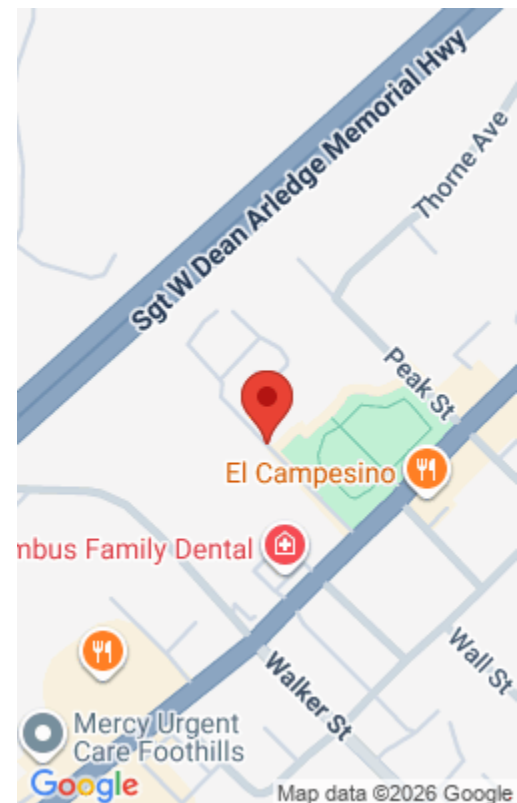 Sgt W Dean Arledge Memorial Hwy
Thorne Ave
Peak St
El Campesino
mbus Family Dental
Wall St
Walker St
Mercy Urgent
Care Foothills
Google
Map data ©2026 Google